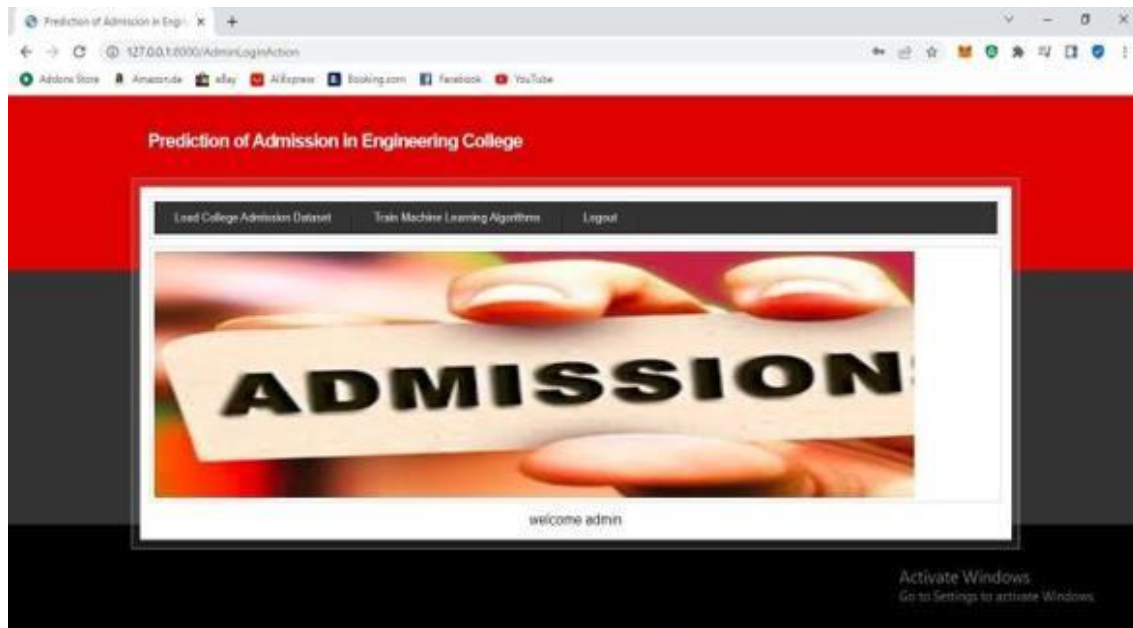 Prediction of Admission in Engi
127.0.0.1:8000/AdminLoginAction
Addons Store Amazon.de eBay AliExpress Booking.com Facebook YouTube
Prediction of Admission in Engineering College
Load College Admission Dataset Train Machine Learning Algorithms Logout
ADMISSION
welcome admin
Activate Windows
Go to Settings to activate Windows.